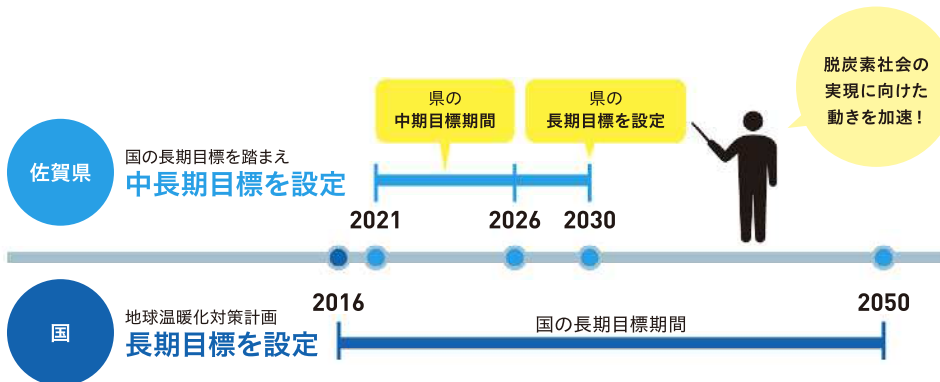 脱炭素社会の
実現に向けた
動きを加速！
県の
中期目標期間
県の
長期目標を設定
佐賀県
国の長期目標を踏まえ
中長期目標を設定
2021
2026
2030
2016
2050
国
地球温暖化対策計画
長期目標を設定
国の長期目標期間